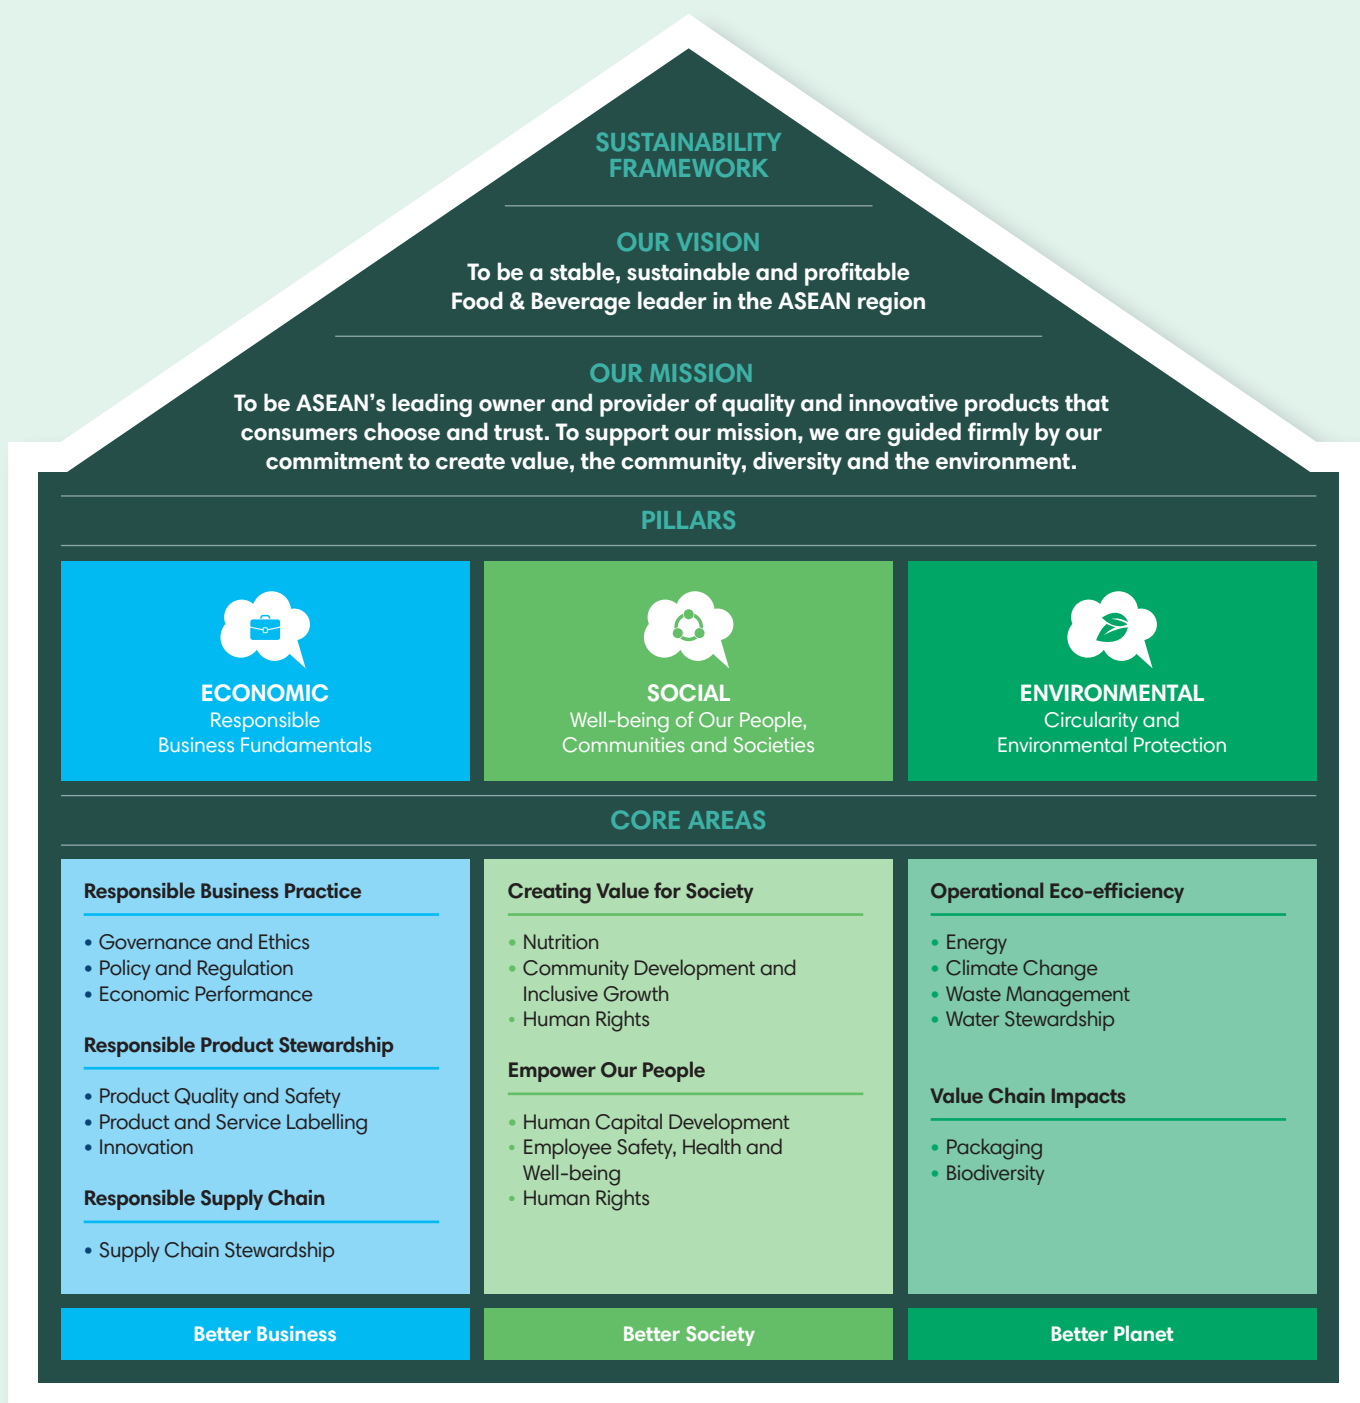 SUSTAINABILITY
FRAMEWORK
OUR VISION
To be a stable, sustainable and profitable
Food & Beverage leader in the ASEAN region
OUR MISSION
To be ASEAN’s leading owner and provider of quality and innovative products that
consumers choose and trust. To support our mission, we are guided firmly by our
commitment to create value, the community, diversity and the environment.
PILLARS
ECONOMIC
Responsible
Business Fundamentals
SOCIAL
Well-being of Our People,
Communities and Societies
ENVIRONMENTAL
Circularity and
Environmental Protection
CORE AREAS
Responsible Business Practice
• Governance and Ethics
• Policy and Regulation
• Economic Performance
Responsible Product Stewardship
• Product Quality and Safety
• Product and Service Labelling
• Innovation
Responsible Supply Chain
• Supply Chain Stewardship
Better Business
Creating Value for Society
• Nutrition
• Community Development and
Inclusive Growth
• Human Rights
Empower Our People
• Human Capital Development
• Employee Safety, Health and
Well-being
• Human Rights
Better Society
Operational Eco-efficiency
• Energy
• Climate Change
• Waste Management
• Water Stewardship
Value Chain Impacts
• Packaging
• Biodiversity
Better Planet